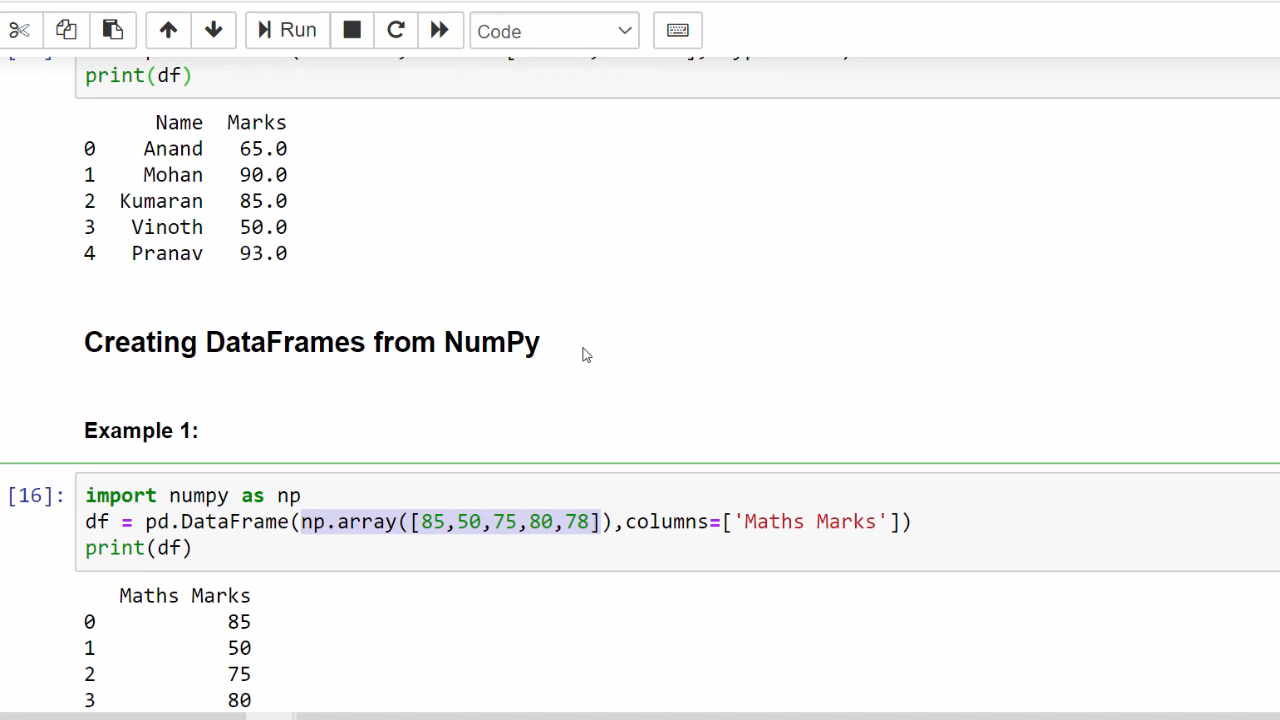 Run Code
print(df)
Name Marks
0 Anand 65.0
1 Mohan 90.0
2 Kumaran 85.0
3 Vinoth 50.0
4 Pranav 93.0
Creating DataFrames from NumPy
Example 1:
[16]: import numpy as np
df = pd.DataFrame(np.array([85,50,75,80,78]),columns=['Maths Marks'])
print(df)
Maths Marks
0 85
1 50
2 75
3 80